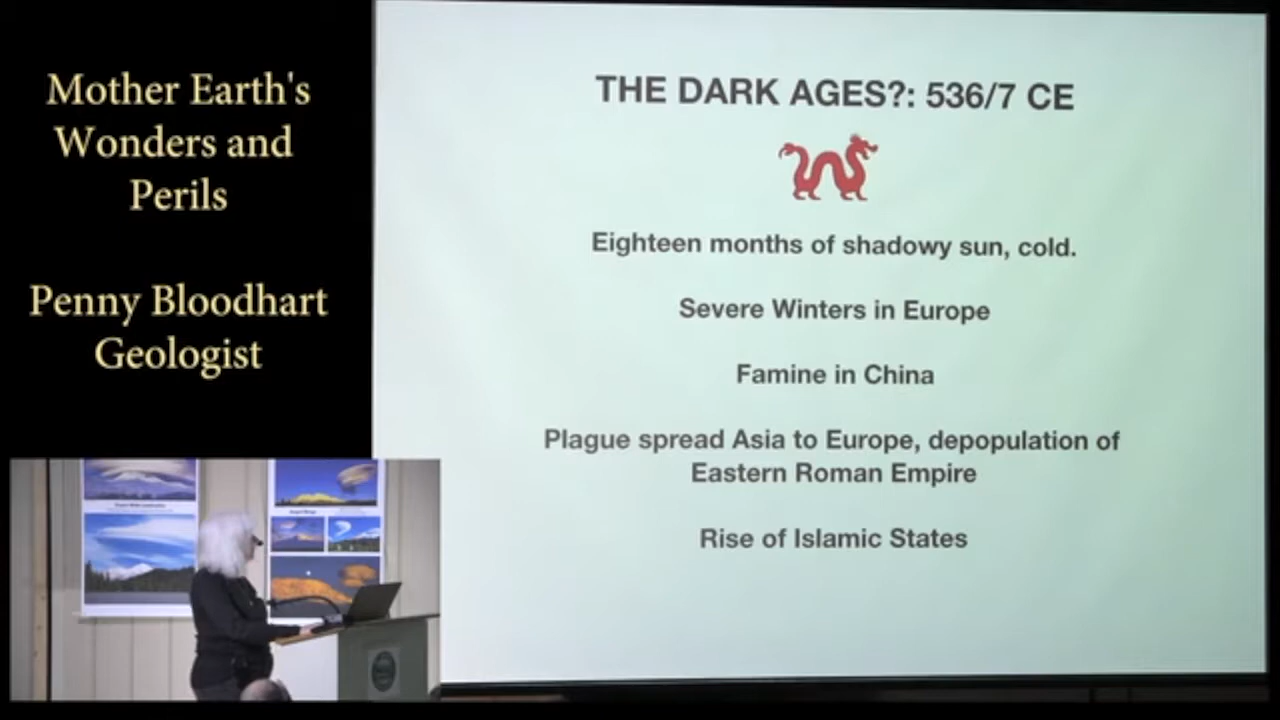 Mother Earth's
Wonders and
Perils
Penny Bloodhart
Geologist
THE DARK AGES?: 536/7 CE
Eighteen months of shadowy sun, cold.
Severe Winters in Europe
Famine in China
Plague spread Asia to Europe, depopulation of
Eastern Roman Empire
Rise of Islamic States